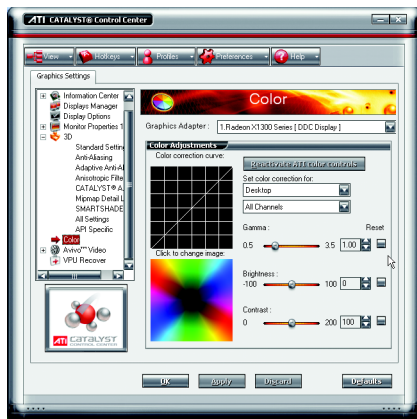 ATI CATALYST® Control Center
View
Hotkeys
Profiles
Preferences
Help
Graphics Settings
Information Center
Displays Manager
Display Options
Monitor Properties 1
3D
Standard Setting
Anti-Aliasing
Adaptive Anti-Al
Anisotropic Filte
CATALYST® A.
Mipmap Detail L
SMARTSHADE
All Settings
API Specific
Color
Avivo™ Video
VPU Recover
ATI CATALYST
CONTROL CENTER
Color
Graphics Adapter :
1.Radeon X1300 Series [ DDC Display ]
Color Adjustments
Color correction curve:
Click to change image:
Reactivate ATI color controls
Set color correction for:
Desktop
All Channels
Gamma :
Reset
0.5
3.5
1.00
Brightness :
-100
100
0
Contrast :
0
200
100
OK
Apply
Discard
Defaults